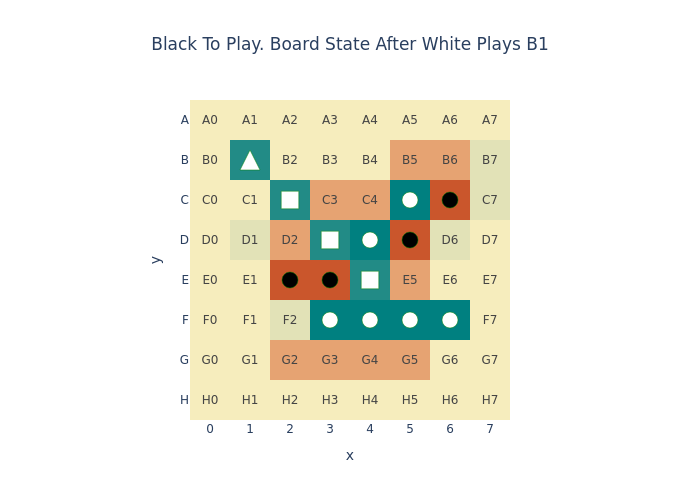 Black To Play. Board State After White Plays B1
A A0 A1 A2 A3 A4 A5 A6 A7
B B0 B2 B3 B4 B5 B6 B7
C C0 C1 C3 C4 C7
D D0 D1 D2 D6 D7
E E0 E1 E5 E6 E7
F F0 F1 F2 F7
G G0 G1 G2 G3 G4 G5 G6 G7
H H0 H1 H2 H3 H4 H5 H6 H7
0 1 2 3 4 5 6 7
x
y